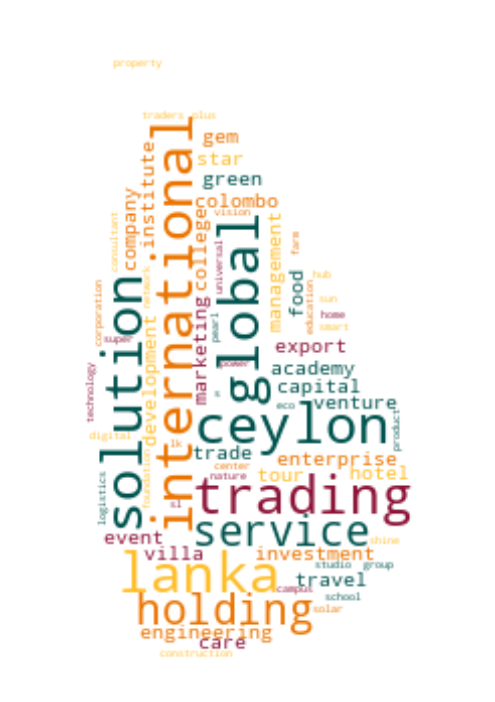 property
traders plus
gem
star
green
colombo
vision
institute
company
international
college
consultant
network
universal
global
management
farm
food
hub
sun
education
home
smart
corporation
solution
super
development
marketing
pearl
power
export
academy
capital
technology
eco
venture
product
ceylon
digital
lk
trade
center
enterprise
nature
tour
hotel
logistics
foundation
sl
trading
event
service
shine
villa
investment
studio
group
lanka
travel
campus
school
holding
solar
engineering
care
construction